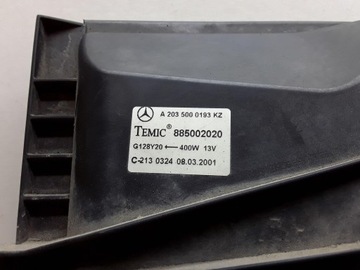 A 203 500 0193 KZ
TEMIC® 885002020
G128Y20 ← 400W 13V
C-213 0324 08.03.2001